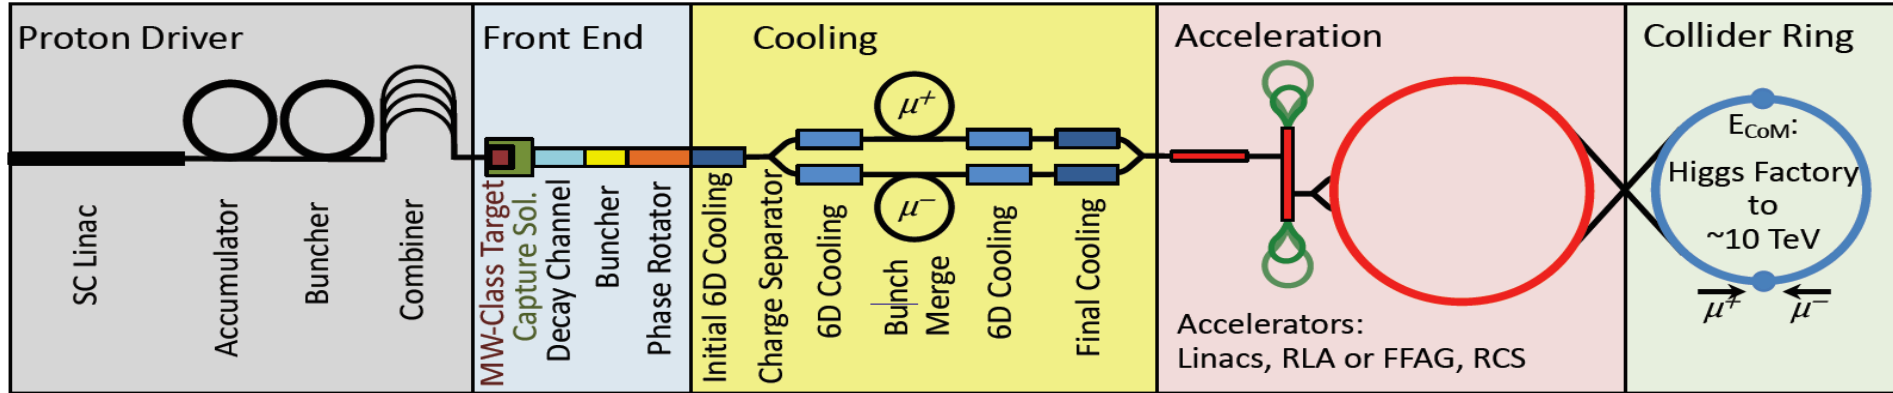 Proton Driver
SC Linac
Accumulator
Buncher
Combiner
Front End
MW-Class Target
Capture Sol.
Decay Channel
Buncher
Phase Rotator
Cooling
μ+
μ−
Initial 6D Cooling
Charge Separator
6D Cooling
Bunch
Merge
6D Cooling
Final Cooling
Acceleration
Accelerators:
Linacs, RLA or FFAG, RCS
Collider Ring
ECoM:
Higgs Factory
to
~10 TeV
μ+ μ−